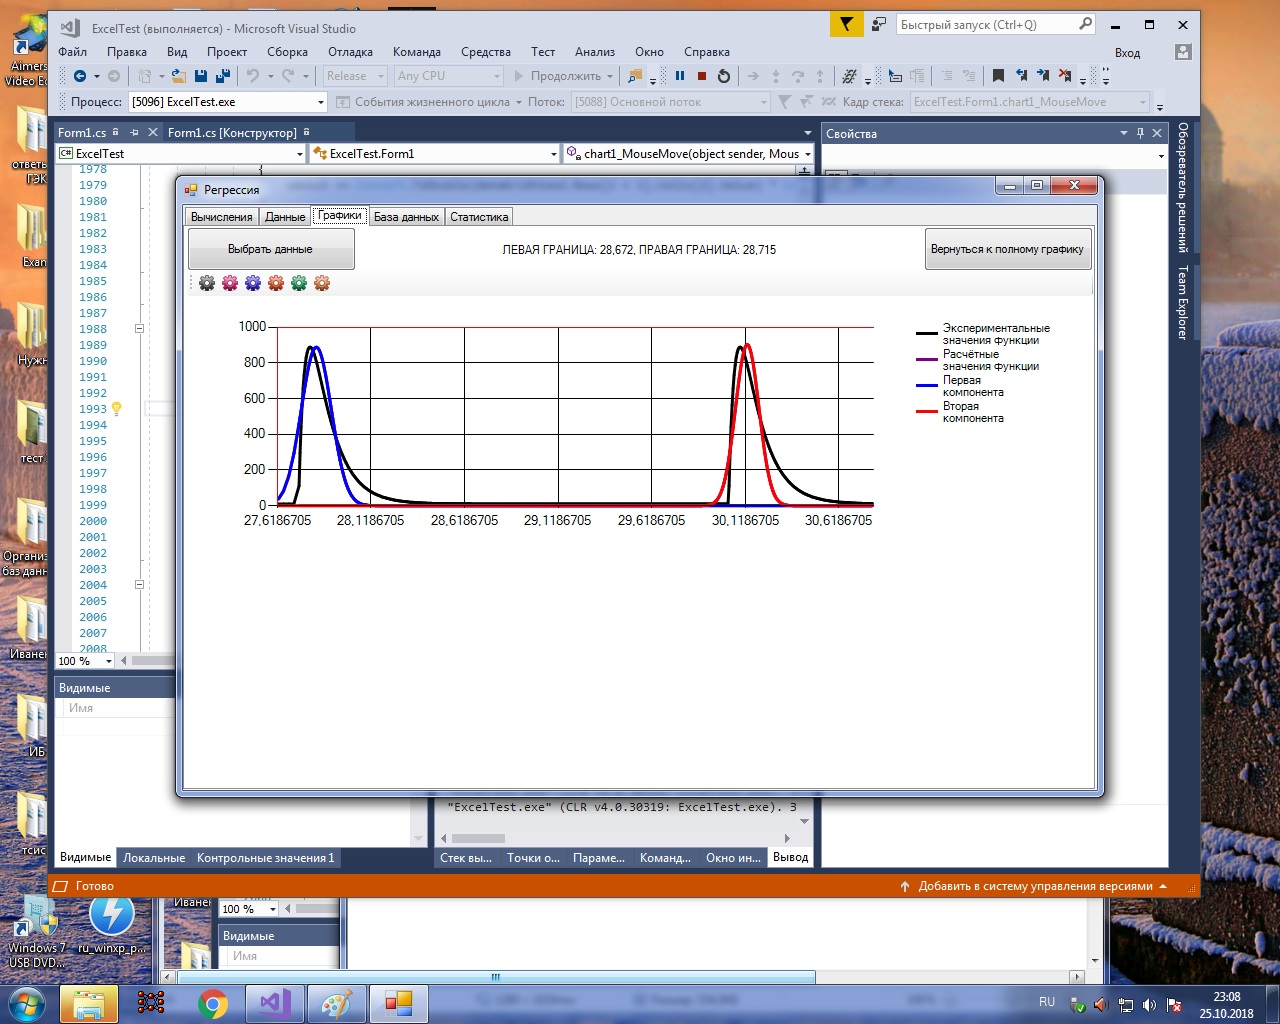 ExcelTest (выполняется) - Microsoft Visual Studio
Быстрый запуск (Ctrl+Q)
Файл Правка Вид Проект Сборка Отладка Команда Средства Тест Анализ Окно Справка
Вход
Release Any CPU Продолжить
Процесс: [5096] ExcelTest.exe События жизненного цикла Поток: [5088] Основной поток Кадр стека: ExcelTest.Form1.chart1_MouseMove
Form1.cs Form1.cs [Конструктор]
Свойства
ExcelTest ExcelTest.Form1 chart1_MouseMove(object sender, Mous
Обозреватель решений
Team Explorer
1978
1979
1980
1981
1982
1983
1984
1985
1986
1987
1988
1989
1990
1991
1992
1993
1994
1995
1996
1997
1998
1999
2000
2001
2002
2003
2004
2005
2006
2007
2008
Регрессия
Вычисления Данные Графики База данных Статистика
Выбрать данные
ЛЕВАЯ ГРАНИЦА: 28,672, ПРАВАЯ ГРАНИЦА: 28,715
Вернуться к полному графику
1000
800
600
400
200
0
27,6186705 28,1186705 28,6186705 29,1186705 29,6186705 30,1186705 30,6186705
Экспериментальные
значения функции
Расчётные
значения функции
Первая
компонента
Вторая
компонента
100 %
Видимые
Имя
"ExcelTest.exe" (CLR v4.0.30319: ExcelTest.exe). З
Видимые Локальные Контрольные значения 1
Стек вы... Точки о... Параме... Команд... Окно ин... Вывод
Готово
Добавить в систему управления версиями
Aimers
Video Ed
ответь
ГЭК
Exam
Нужн
тест.
Организ
баз данн
Иване
ИБ
тсис
Windows 7
USB DVD...
ru_winxp_p...
Иване
100 %
Видимые
Имя
RU
23:08
25.10.2018